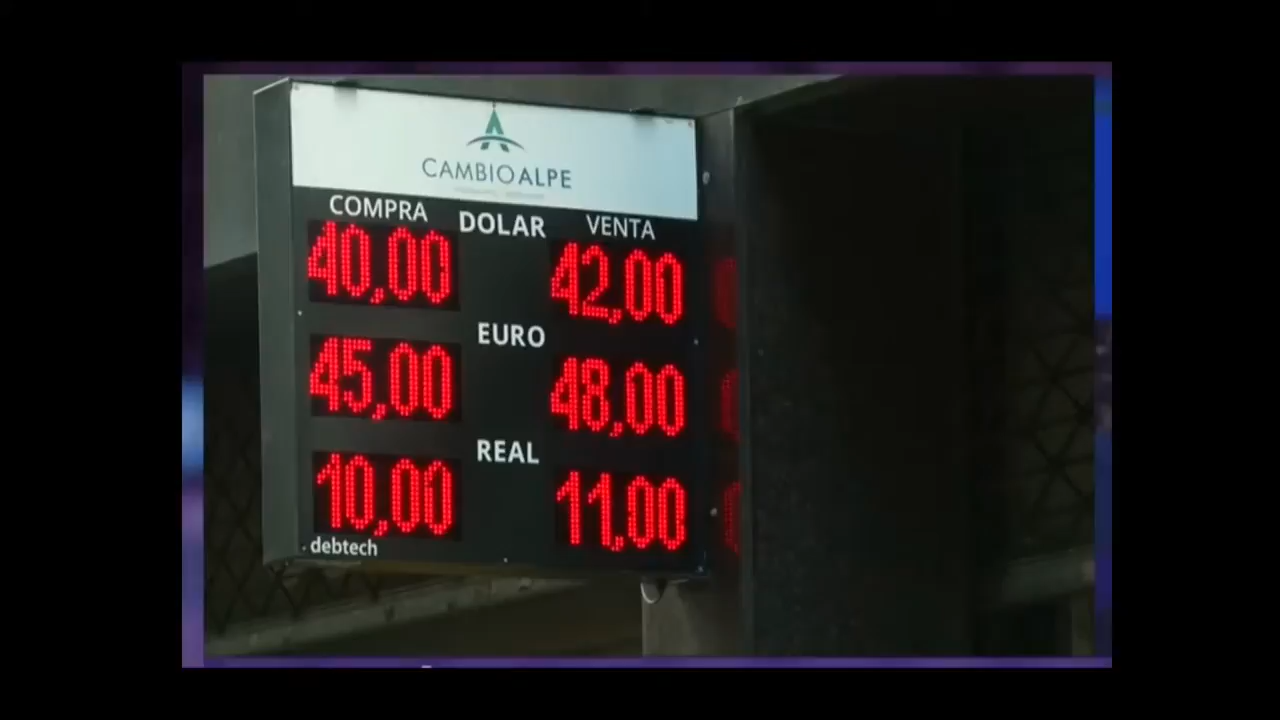 CAMBIO ALPE
COMPRA DOLAR VENTA
40,00 42,00
EURO
45,00 48,00
REAL
10,00 11,00
debtech